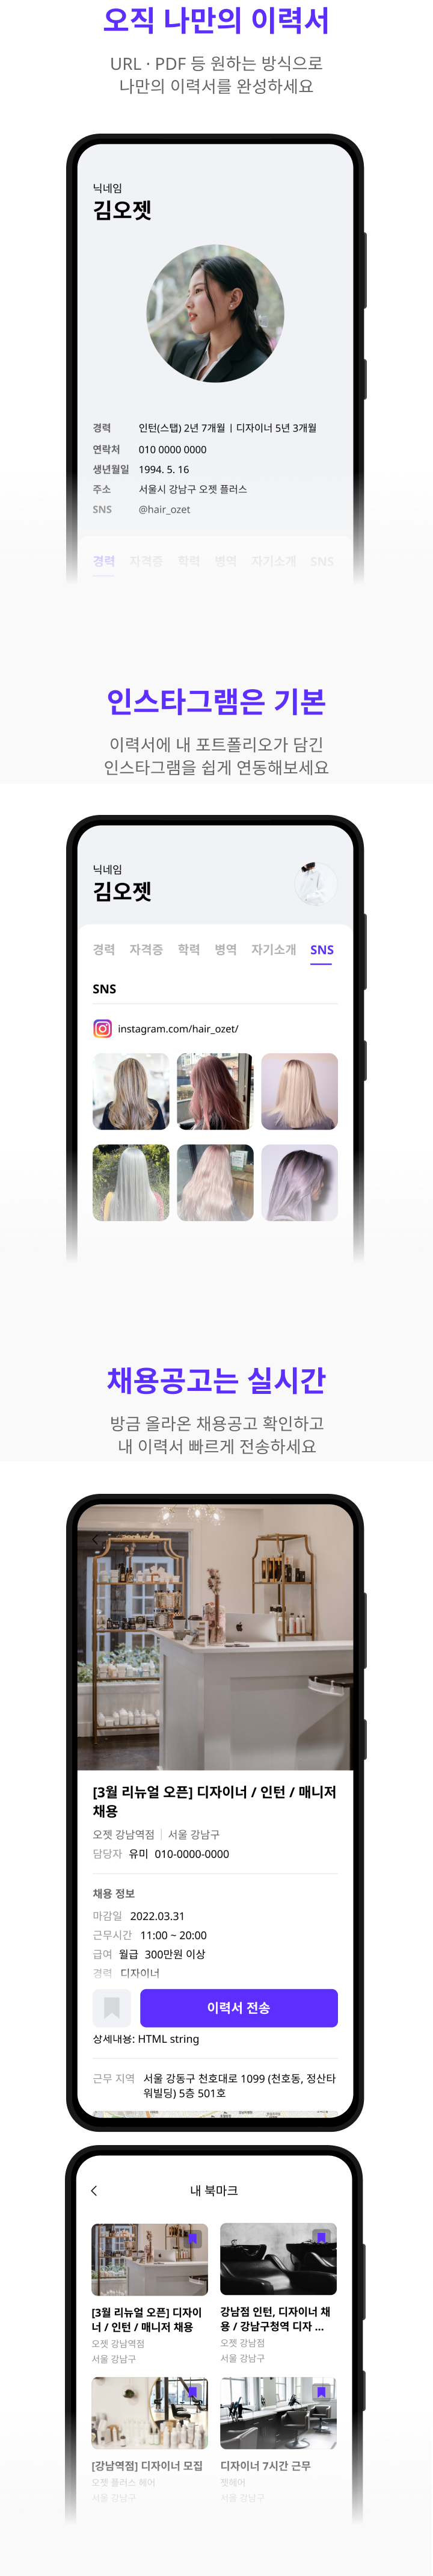 오직 나만의 이력서
URL · PDF 등 원하는 방식으로
나만의 이력서를 완성하세요
닉네임
김오젯
경력 인턴(스탭) 2년 7개월 | 디자이너 5년 3개월
연락처 010 0000 0000
생년월일 1994. 5. 16
주소 서울시 강남구 오젯 플러스
SNS @hair_ozet
경력 자격증 학력 병역 자기소개 SNS
인스타그램은 기본
이력서에 내 포트폴리오가 담긴
인스타그램을 쉽게 연동해보세요
닉네임
김오젯
경력 자격증 학력 병역 자기소개 SNS
SNS
instagram.com/hair_ozet/
채용공고는 실시간
방금 올라온 채용공고 확인하고
내 이력서 빠르게 전송하세요
[3월 리뉴얼 오픈] 디자이너 / 인턴 / 매니저
채용
오젯 강남역점 | 서울 강남구
담당자 유미 010-0000-0000
채용 정보
마감일 2022.03.31
근무시간 11:00 ~ 20:00
급여 월급 300만원 이상
경력 디자이너
이력서 전송
상세내용: HTML string
근무 지역 서울 강동구 천호대로 1099 (천호동, 정산타
워빌딩) 5층 501호
내 북마크
[3월 리뉴얼 오픈] 디자이
너 / 인턴 / 매니저 채용
오젯 강남역점
서울 강남구
강남점 인턴, 디자이너 채
용 / 강남구청역 디자 ...
오젯 강남점
서울 강남구
[강남역점] 디자이너 모집
오젯 플러스 헤어
서울 강남구
디자이너 7시간 근무
젯헤어
서울 강남구